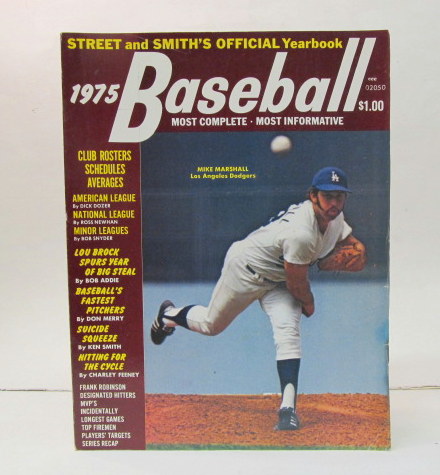 STREET and SMITH'S OFFICIAL Yearbook
1975 Baseball
02050
$1.00
MOST COMPLETE · MOST INFORMATIVE
CLUB ROSTERS
SCHEDULES
AVERAGES
AMERICAN LEAGUE
By DICK DOZER
NATIONAL LEAGUE
By ROSS NEWHAN
MINOR LEAGUES
By BOB SNYDER
LOU BROCK
SPURS YEAR
OF BIG STEAL
By BOB ADDIE
BASEBALL'S
FASTEST
PITCHERS
By DON MERRY
SUICIDE
SQUEEZE
By KEN SMITH
HITTING FOR
THE CYCLE
By CHARLEY FEENEY
FRANK ROBINSON
DESIGNATED HITTERS
MVP'S
INCIDENTALLY
LONGEST GAMES
TOP FIREMEN
PLAYERS' TARGETS
SERIES RECAP
MIKE MARSHALL
Los Angeles Dodgers
LA